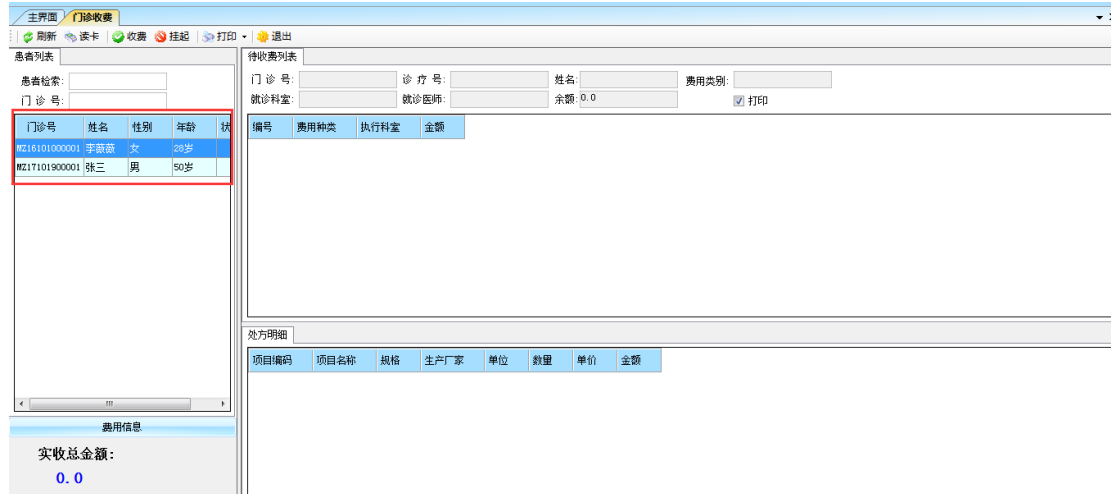 主界面 门诊收费
刷新 读卡 收费 挂起 打印 退出
患者列表
患者检索:
门 诊 号:
门诊号 姓名 性别 年龄 状
MZ16101000001 李薇薇 女 28岁
MZ17101900001 张三 男 50岁
费用信息
实收总金额:
0.0
待收费列表
门 诊 号: 诊 疗 号: 姓名: 费用类别:
就诊科室: 就诊医师: 余额: 0.0 打印
编号 费用种类 执行科室 金额
处方明细
项目编码 项目名称 规格 生产厂家 单位 数量 单价 金额